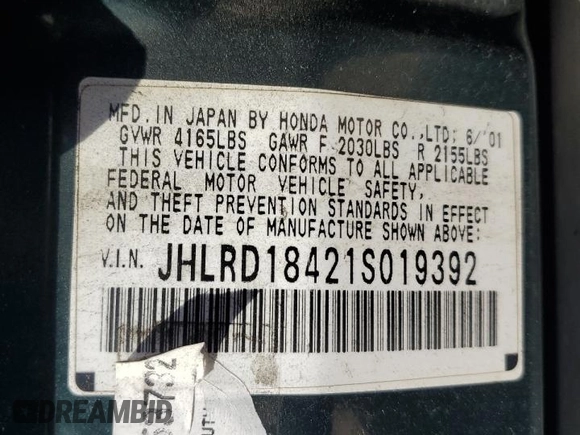 MFD. IN JAPAN BY HONDA MOTOR CO.,LTD: 6/'01
GVWR 4165LBS GAWR F 2030LBS R 2155LBS
THIS VEHICLE CONFORMS TO ALL APPLICABLE
FEDERAL MOTOR VEHICLE SAFETY,
AND THEFT PREVENTION STANDARDS IN EFFECT
ON THE DATE OF MANUFACTURE SHOWN ABOVE:
V.I.N. JHLRD18421S019392
DREAMBID